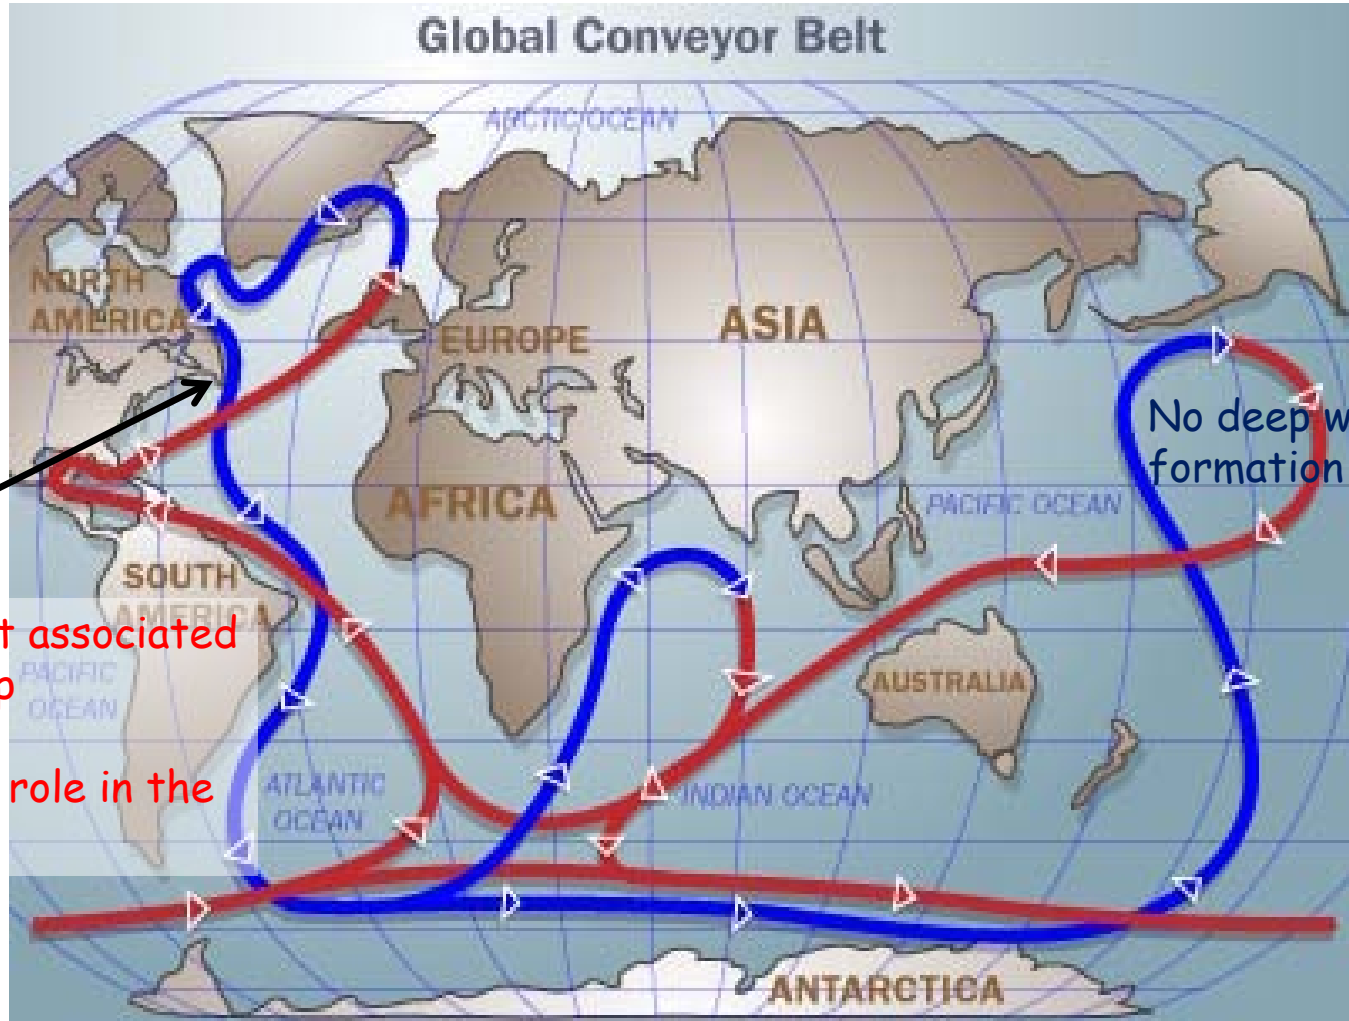 Global Conveyor Belt
ARCTIC OCEAN
NORTH
AMERICA
EUROPE
ASIA
No deep w
formation
PACIFIC OCEAN
AFRICA
SOUTH
AMERICA
t associated
PACIFIC
OCEAN
AUSTRALIA
role in the
ATLANTIC
OCEAN
INDIAN OCEAN
ANTARCTICA